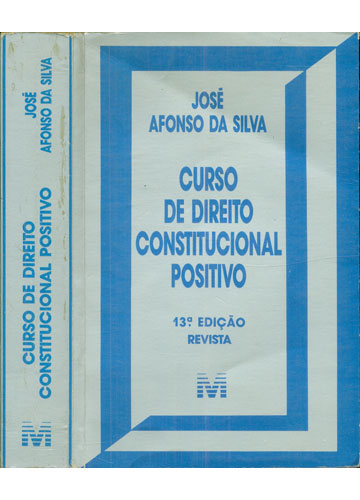 JOSÉ
AFONSO DA SILVA
CURSO DE DIREITO
CONSTITUCIONAL POSITIVO
M
JOSÉ
AFONSO DA SILVA
CURSO
DE DIREITO
CONSTITUCIONAL
POSITIVO
13ª EDIÇÃO
REVISTA
M